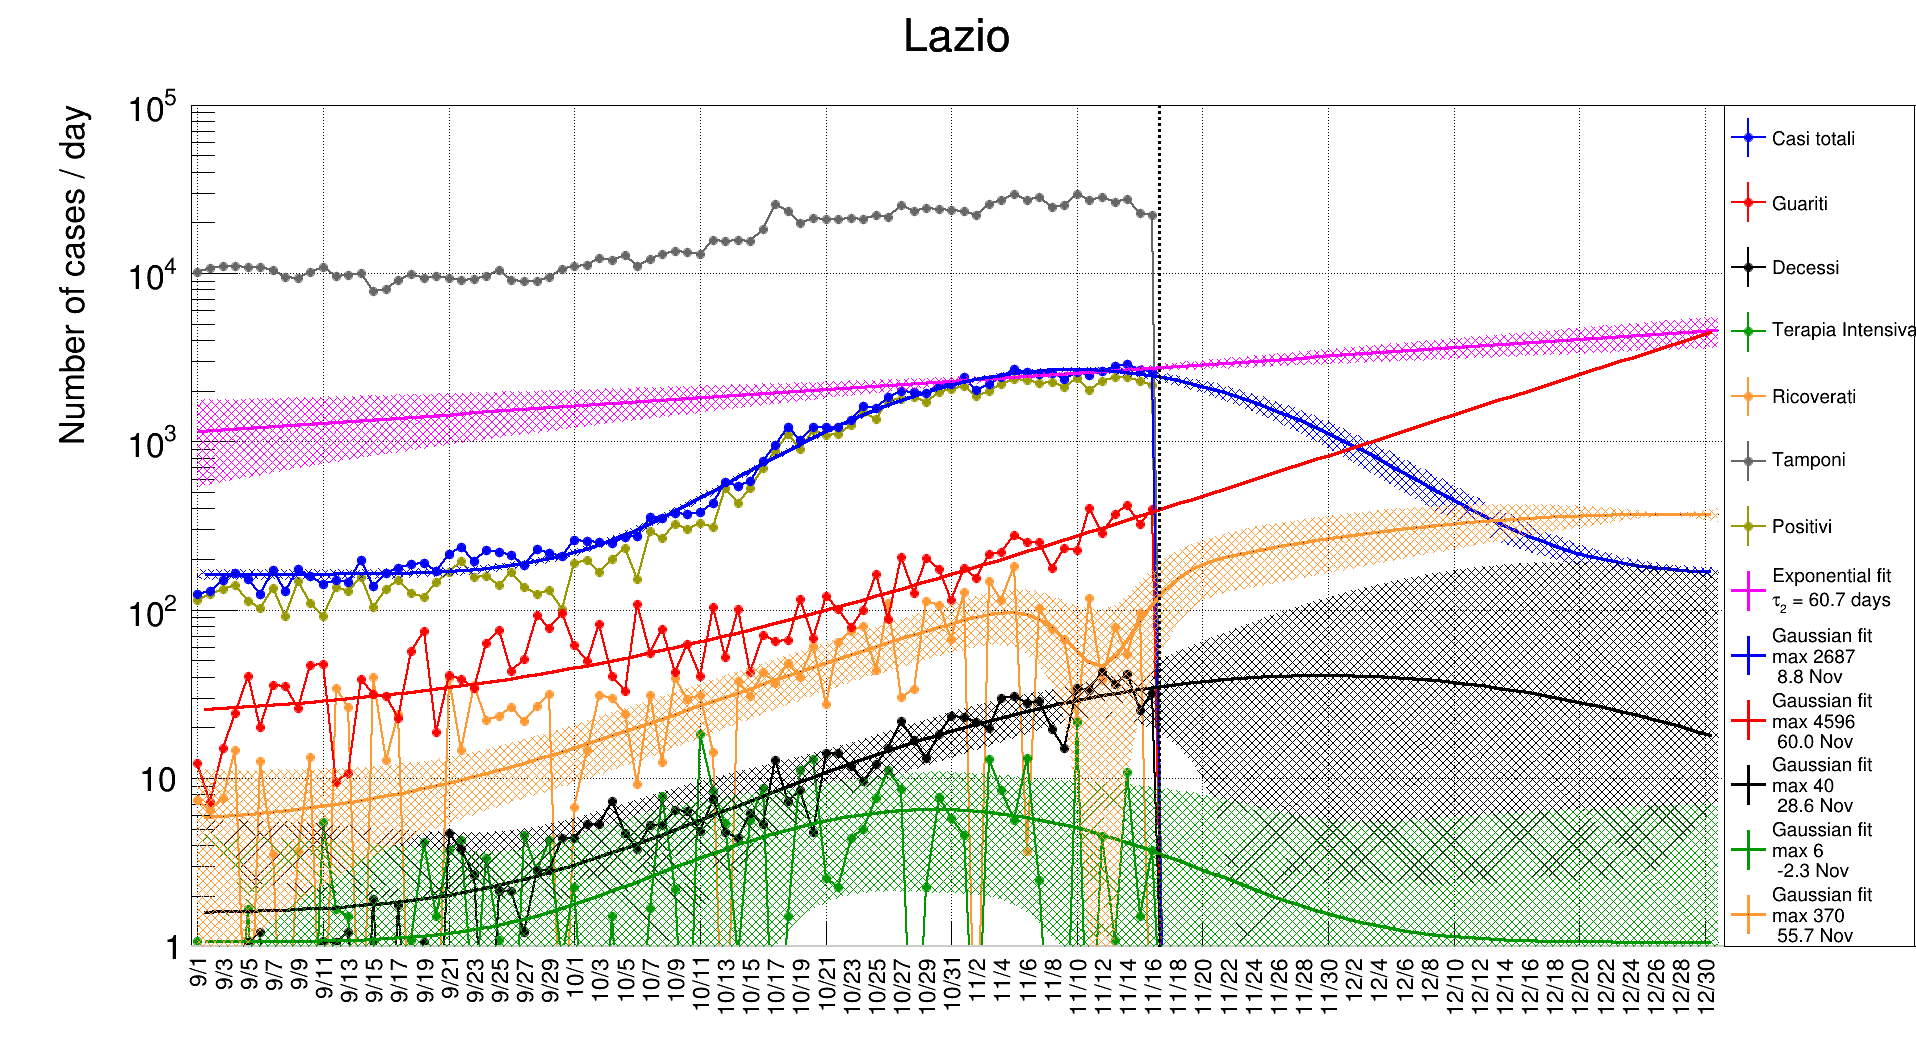 Lazio
Number of cases / day
10^5
10^4
10^3
10^2
10
1
9/1 9/3 9/5 9/7 9/9 9/11 9/13 9/15 9/17 9/19 9/21 9/23 9/25 9/27 9/29 10/1 10/3 10/5 10/7 10/9 10/11 10/13 10/15 10/17 10/19 10/21 10/23 10/25 10/27 10/29 10/31 11/2 11/4 11/6 11/8 11/10 11/12 11/14 11/16 11/18 11/20 11/22 11/24 11/26 11/28 11/30 12/2 12/4 12/6 12/8 12/10 12/12 12/14 12/16 12/18 12/20 12/22 12/24 12/26 12/28 12/30
Casi totali
Guariti
Decessi
Terapia Intensiva
Ricoverati
Tamponi
Positivi
Exponential fit
τ2 = 60.7 days
Gaussian fit
max 2687
8.8 Nov
Gaussian fit
max 4596
60.0 Nov
Gaussian fit
max 40
28.6 Nov
Gaussian fit
max 6
-2.3 Nov
Gaussian fit
max 370
55.7 Nov